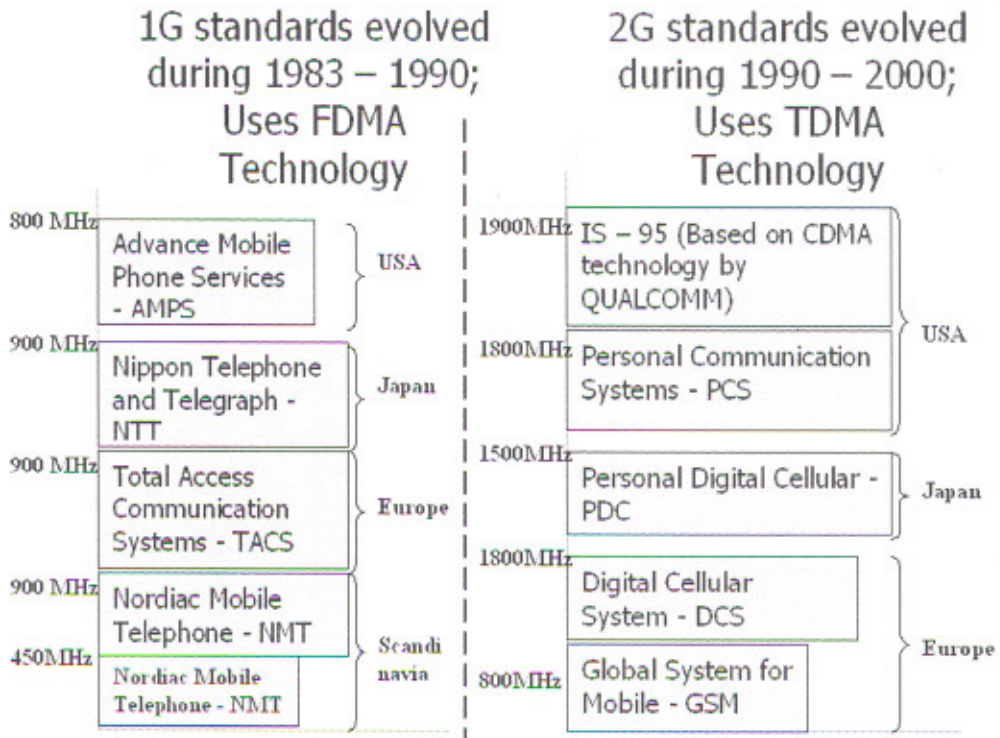 1G standards evolved
during 1983 – 1990;
Uses FDMA
Technology
800 MHz
Advance Mobile
Phone Services
- AMPS
USA
900 MHz
Nippon Telephone
and Telegraph -
NTT
Japan
900 MHz
Total Access
Communication
Systems - TACS
Europe
900 MHz
Nordiac Mobile
Telephone - NMT
450MHz
Nordiac Mobile
Telephone - NMT
Scandi
navia
2G standards evolved
during 1990 – 2000;
Uses TDMA
Technology
1900MHz
IS – 95 (Based on CDMA
technology by
QUALCOMM)
1800MHz
Personal Communication
Systems - PCS
USA
1500MHz
Personal Digital Cellular -
PDC
Japan
1800MHz
Digital Cellular
System - DCS
800MHz
Global System for
Mobile - GSM
Europe